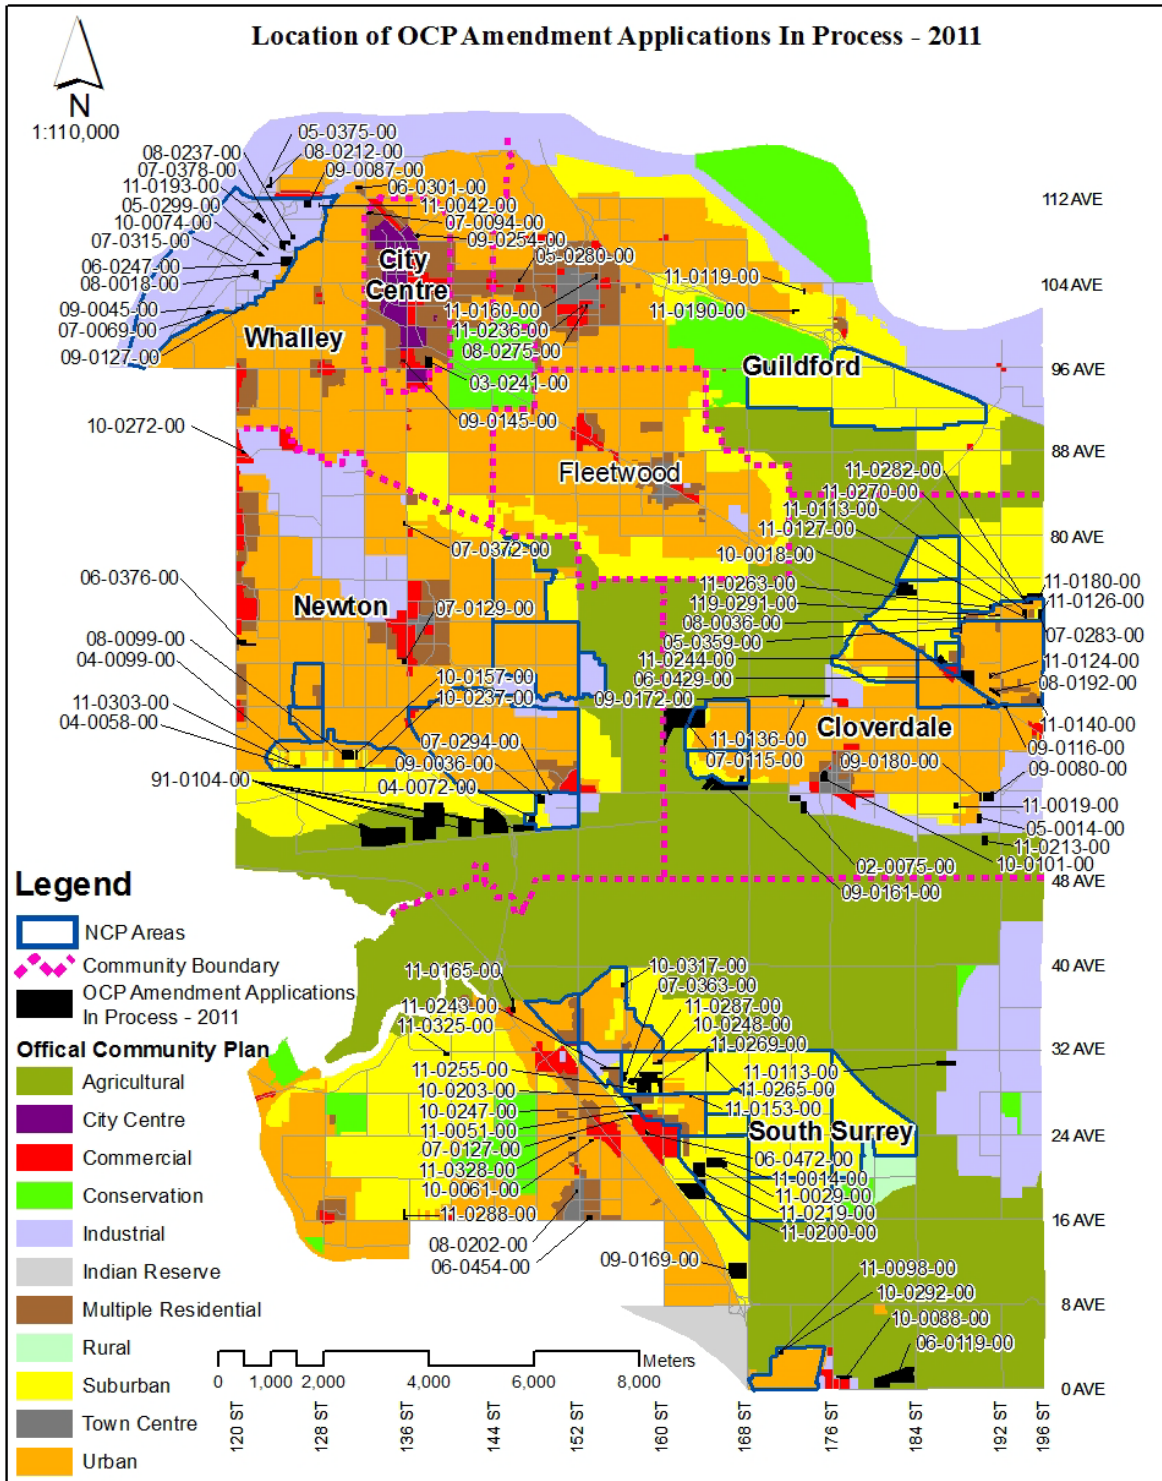 Location of OCP Amendment Applications In Process - 2011
N
1:110,000
05-0375-00
08-0237-00
08-0212-00
07-0378-00
09-0087-00
11-0193-00
06-0301-00
05-0299-00
11-0042-00
10-0074-00
07-0094-00
07-0315-00
09-0254-00
06-0247-00
05-0280-00
08-0018-00
09-0045-00
07-0069-00
09-0127-00
City
Centre
Whalley
11-0160-00
11-0236-00
08-0275-00
03-0241-00
09-0145-00
11-0119-00
11-0190-00
Guildford
112 AVE
104 AVE
96 AVE
88 AVE
80 AVE
10-0272-00
Fleetwood
11-0282-00
11-0270-00
11-0113-00
11-0127-00
10-0018-00
07-0372-00
06-0376-00
Newton
07-0129-00
11-0263-00
119-0291-00
08-0036-00
05-0359-00
11-0244-00
06-0429-00
09-0172-00
11-0180-00
11-0126-00
07-0283-00
11-0124-00
08-0192-00
11-0140-00
09-0116-00
09-0080-00
08-0099-00
04-0099-00
10-0157-00
10-0237-00
11-0303-00
04-0058-00
07-0294-00
09-0036-00
91-0104-00
04-0072-00
Cloverdale
11-0136-00
07-0115-00
09-0180-00
11-0019-00
05-0014-00
11-0213-00
10-0101-00
02-0075-00
09-0161-00
48 AVE
Legend
NCP Areas
Community Boundary
OCP Amendment Applications
In Process - 2011
Offical Community Plan
Agricultural
City Centre
Commercial
Conservation
Industrial
Indian Reserve
Multiple Residential
Rural
Suburban
Town Centre
Urban
11-0165-00
11-0243-00
11-0325-00
10-0317-00
07-0363-00
11-0287-00
10-0248-00
11-0269-00
11-0113-00
11-0265-00
11-0153-00
11-0255-00
10-0203-00
10-0247-00
11-0051-00
07-0127-00
11-0328-00
10-0061-00
South Surrey
06-0472-00
11-0014-00
11-0029-00
11-0219-00
11-0200-00
11-0288-00
08-0202-00
06-0454-00
09-0169-00
11-0098-00
10-0292-00
10-0088-00
06-0119-00
40 AVE
32 AVE
24 AVE
16 AVE
8 AVE
0 AVE
Meters
0 1,000 2,000 4,000 6,000 8,000
120 ST
128 ST
136 ST
144 ST
152 ST
160 ST
168 ST
176 ST
184 ST
192 ST
196 ST